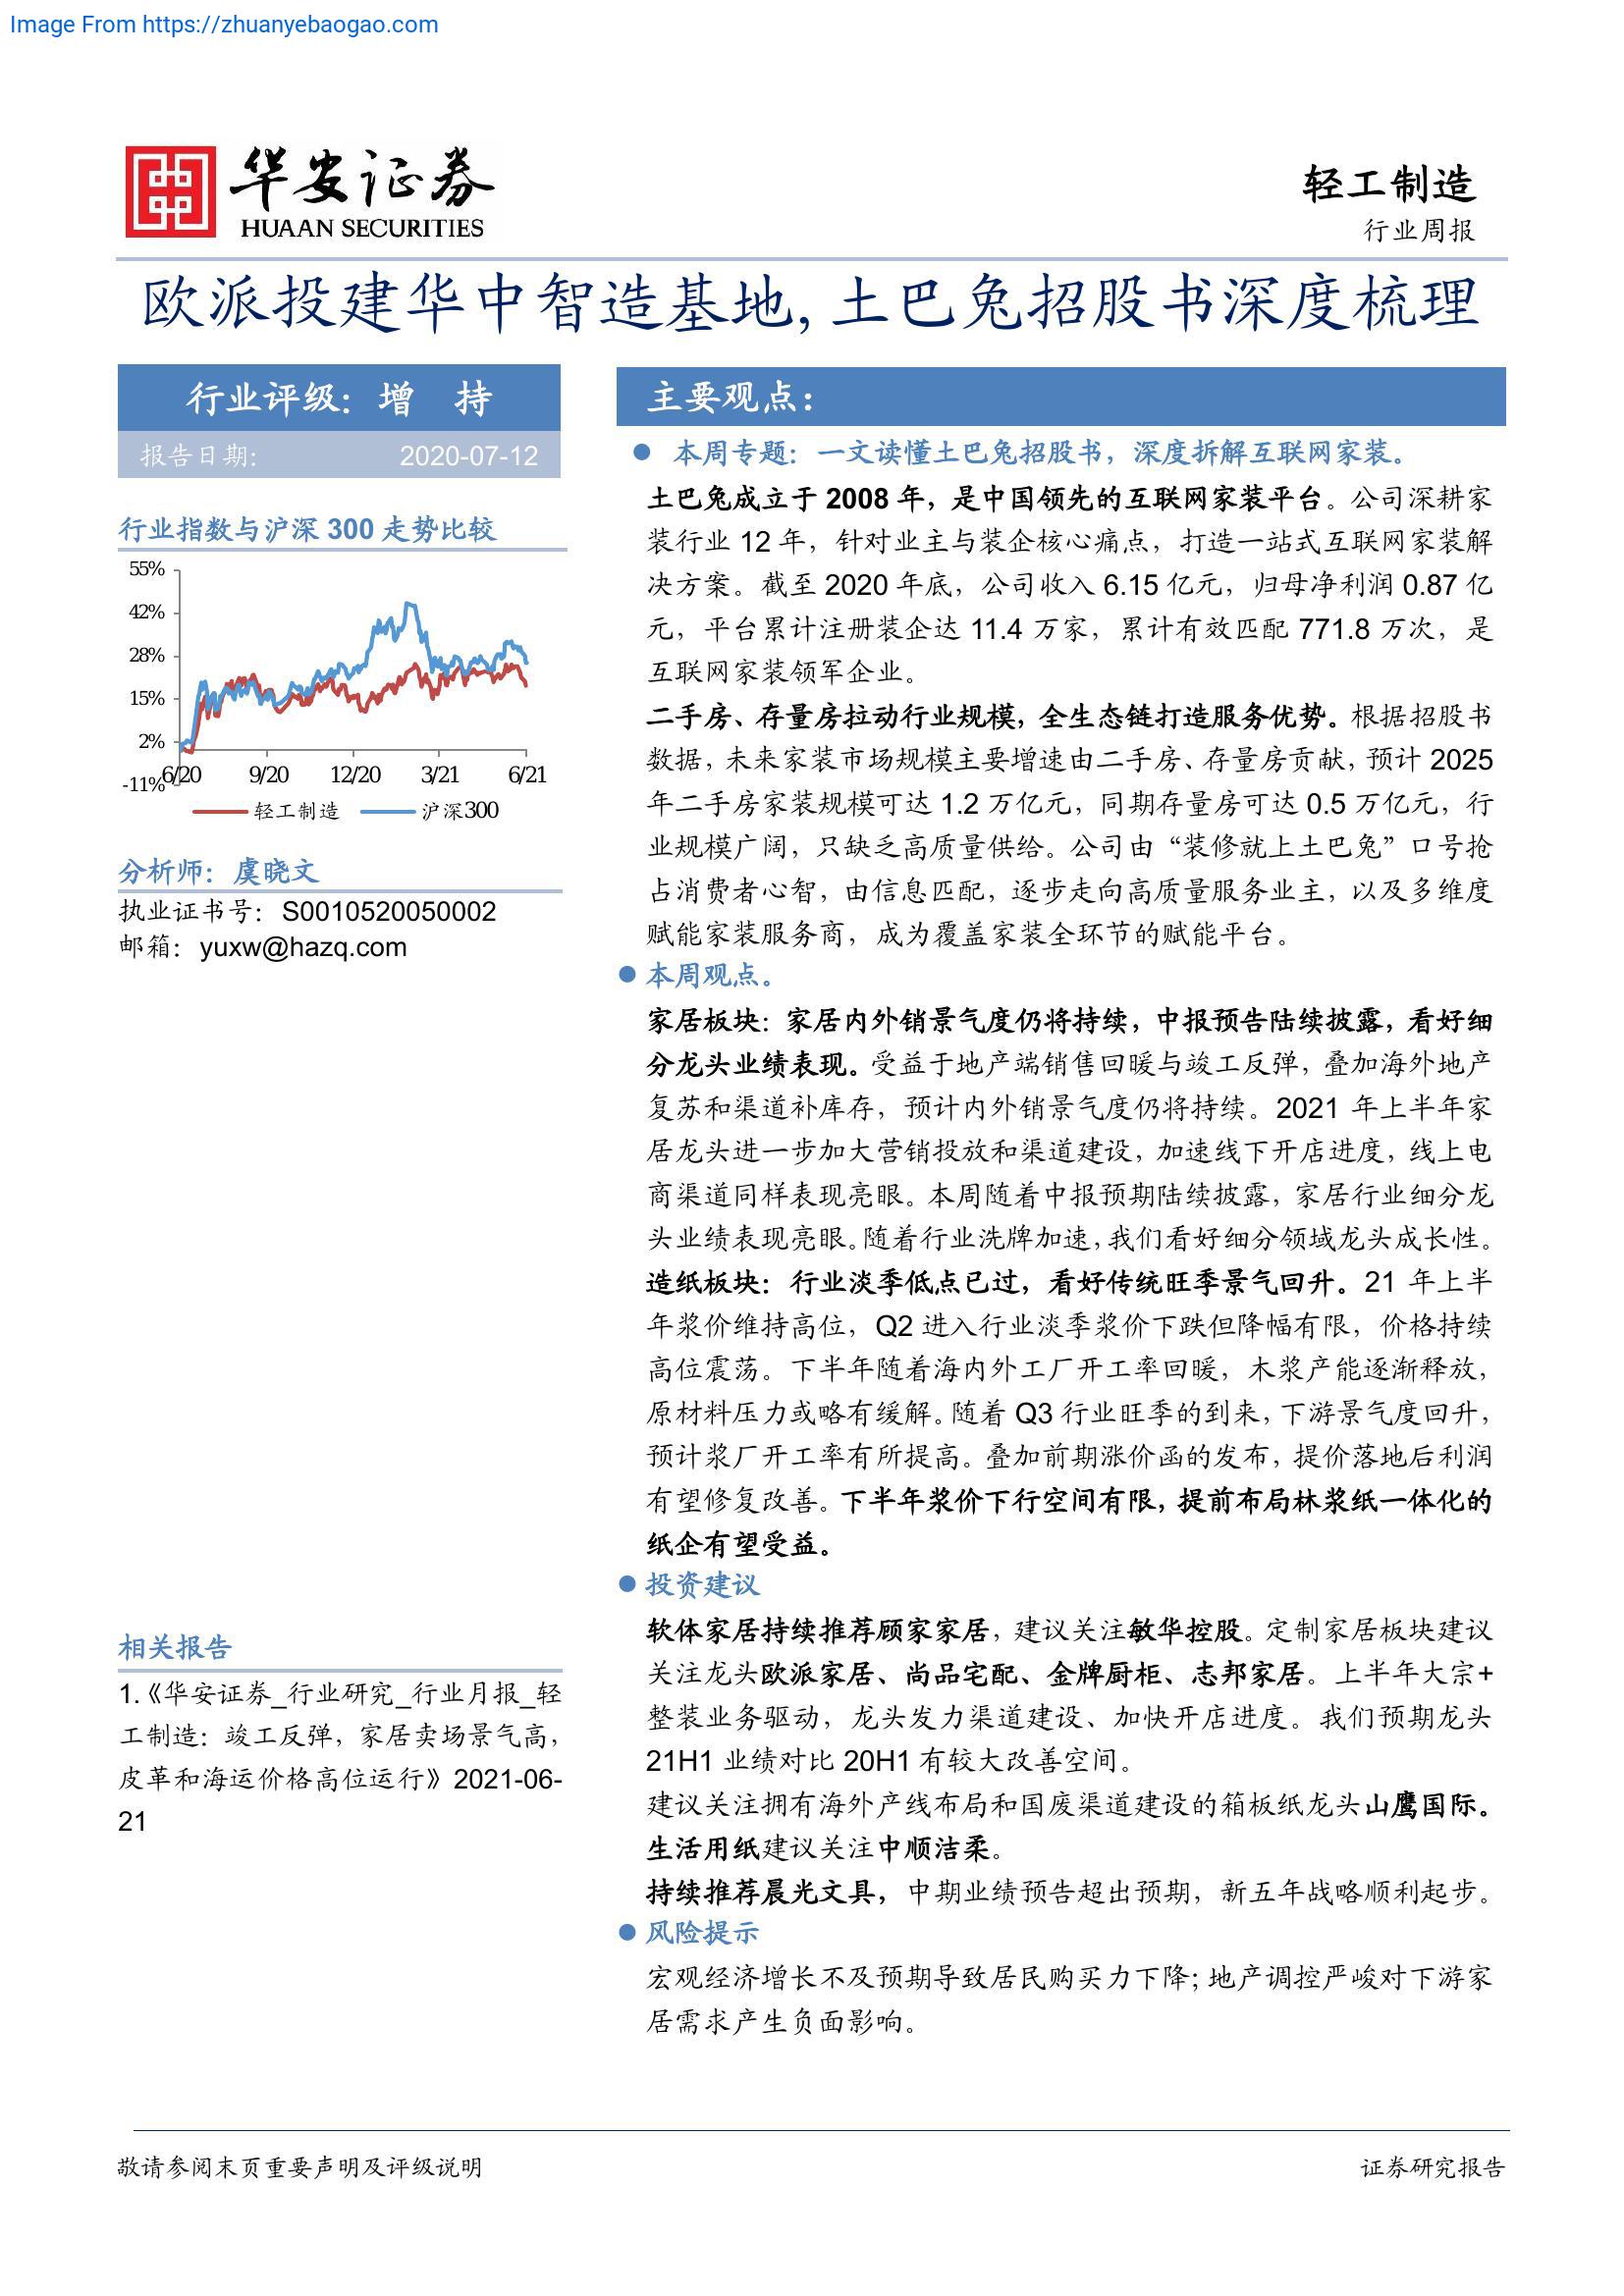 Image From https://zhuanyebaogao.com
华安证券
HUAAN SECURITIES
轻工制造
行业周报
欧派投建华中智造基地,土巴兔招股书深度梳理
行业评级：增 持
报告日期： 2020-07-12
行业指数与沪深 300 走势比较
55%
42%
28%
15%
2%
-11%
6/20 9/20 12/20 3/21 6/21
轻工制造 沪深300
分析师：虞晓文
执业证书号：S0010520050002
邮箱：yuxw@hazq.com
相关报告
1.《华安证券_行业研究_行业月报_轻
工制造：竣工反弹，家居卖场景气高，
皮革和海运价格高位运行》2021-06-
21
主要观点：
● 本周专题：一文读懂土巴兔招股书，深度拆解互联网家装。
土巴兔成立于 2008 年，是中国领先的互联网家装平台。公司深耕家
装行业 12 年，针对业主与装企核心痛点，打造一站式互联网家装解
决方案。截至 2020 年底，公司收入 6.15 亿元，归母净利润 0.87 亿
元，平台累计注册装企达 11.4 万家，累计有效匹配 771.8 万次，是
互联网家装领军企业。
二手房、存量房拉动行业规模，全生态链打造服务优势。根据招股书
数据，未来家装市场规模主要增速由二手房、存量房贡献，预计 2025
年二手房家装规模可达 1.2 万亿元，同期存量房可达 0.5 万亿元，行
业规模广阔，只缺乏高质量供给。公司由“装修就上土巴兔”口号抢
占消费者心智，由信息匹配，逐步走向高质量服务业主，以及多维度
赋能家装服务商，成为覆盖家装全环节的赋能平台。
● 本周观点。
家居板块：家居内外销景气度仍将持续，中报预告陆续披露，看好细
分龙头业绩表现。受益于地产端销售回暖与竣工反弹，叠加海外地产
复苏和渠道补库存，预计内外销景气度仍将持续。2021 年上半年家
居龙头进一步加大营销投放和渠道建设，加速线下开店进度，线上电
商渠道同样表现亮眼。本周随着中报预期陆续披露，家居行业细分龙
头业绩表现亮眼。随着行业洗牌加速，我们看好细分领域龙头成长性。
造纸板块：行业淡季低点已过，看好传统旺季景气回升。21 年上半
年浆价维持高位，Q2 进入行业淡季浆价下跌但降幅有限，价格持续
高位震荡。下半年随着海内外工厂开工率回暖，木浆产能逐渐释放，
原材料压力或略有缓解。随着 Q3 行业旺季的到来，下游景气度回升，
预计浆厂开工率有所提高。叠加前期涨价函的发布，提价落地后利润
有望修复改善。下半年浆价下行空间有限，提前布局林浆纸一体化的
纸企有望受益。
● 投资建议
软体家居持续推荐顾家家居，建议关注敏华控股。定制家居板块建议
关注龙头欧派家居、尚品宅配、金牌厨柜、志邦家居。上半年大宗+
整装业务驱动，龙头发力渠道建设、加快开店进度。我们预期龙头
21H1 业绩对比 20H1 有较大改善空间。
建议关注拥有海外产线布局和国废渠道建设的箱板纸龙头山鹰国际。
生活用纸建议关注中顺洁柔。
持续推荐晨光文具，中期业绩预告超出预期，新五年战略顺利起步。
● 风险提示
宏观经济增长不及预期导致居民购买力下降；地产调控严峻对下游家
居需求产生负面影响。
敬请参阅末页重要声明及评级说明
证券研究报告